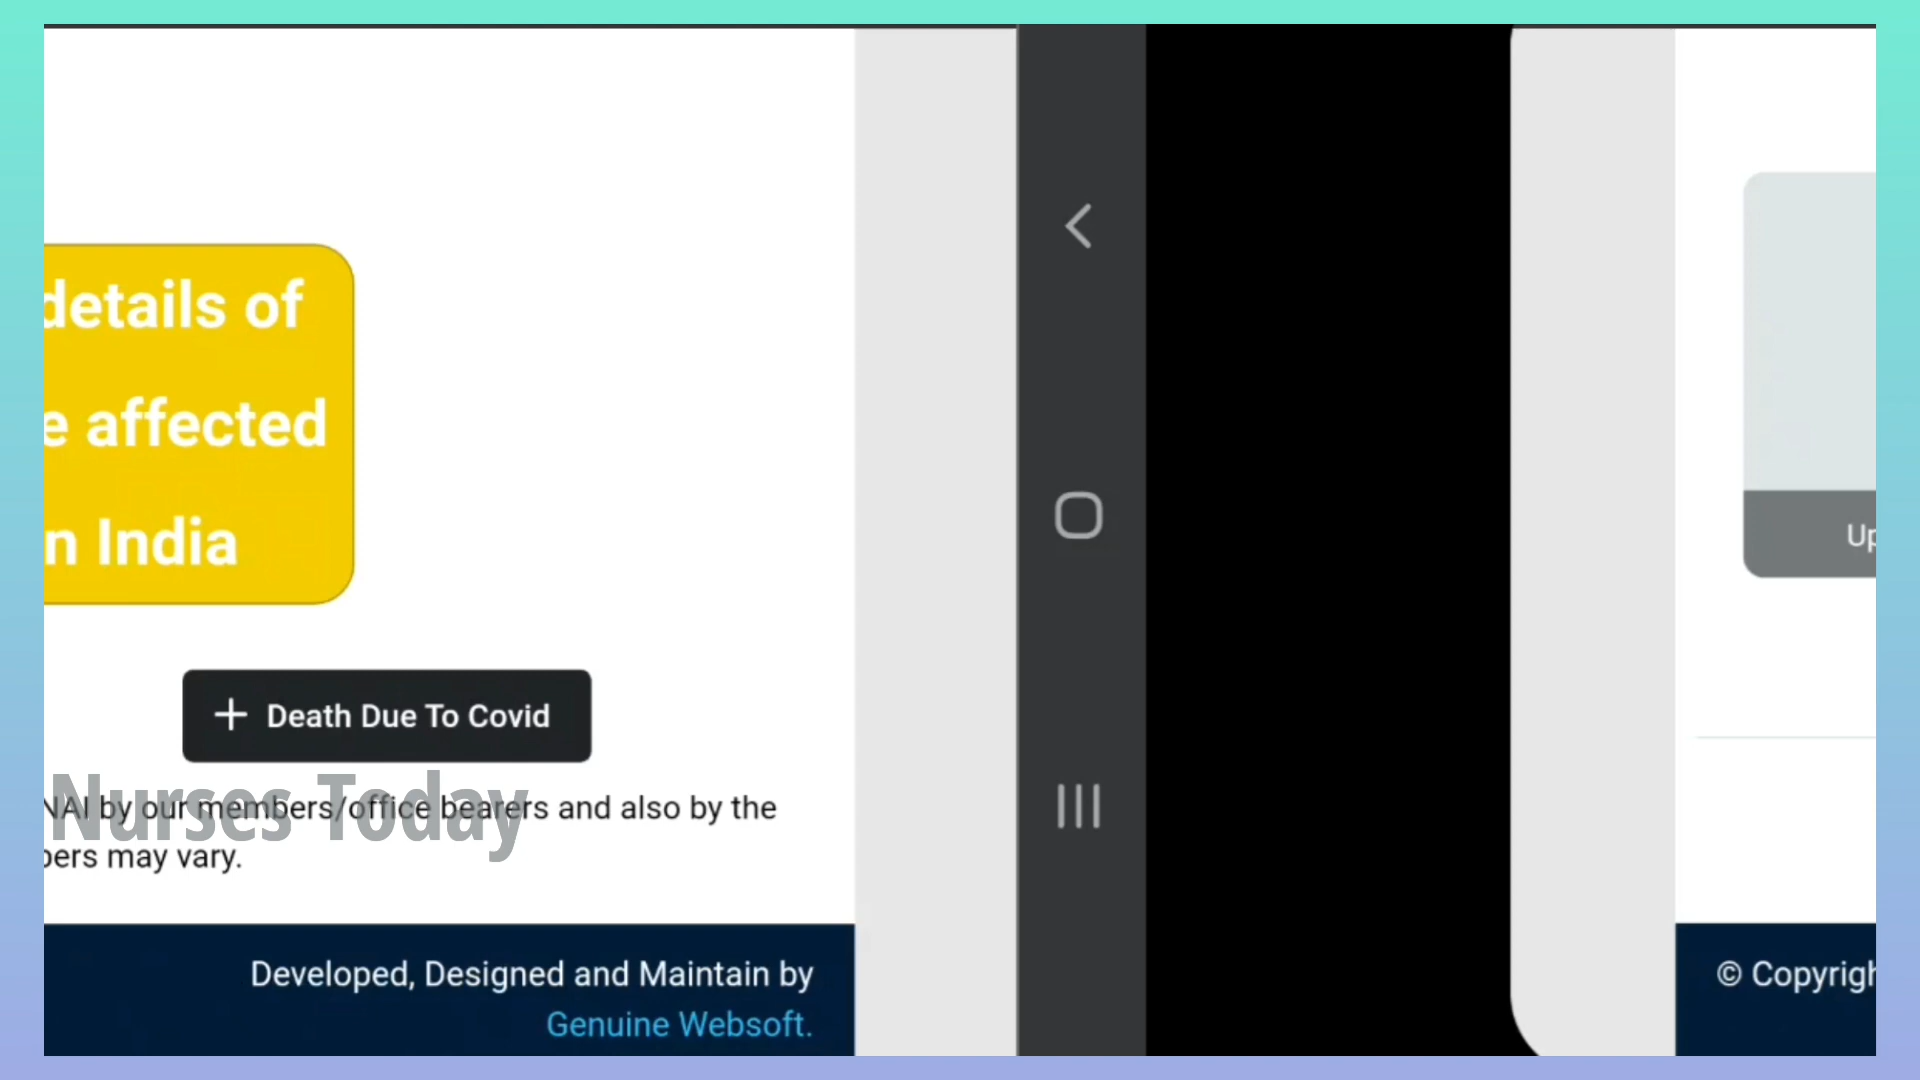 details of
e affected
n India
+ Death Due To Covid
NAI by our members/office bearers and also by the
bers may vary.
Nurses Today
Developed, Designed and Maintain by
Genuine Websoft.
Up
© Copyrigh